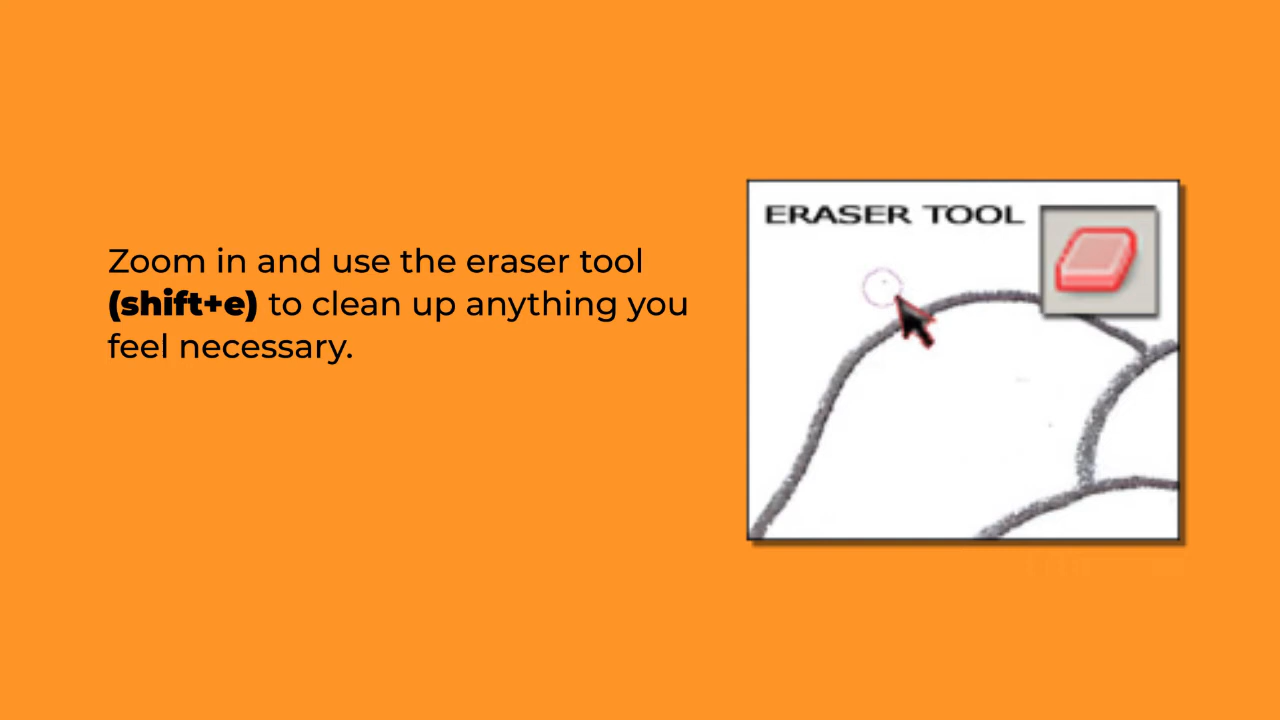 Zoom in and use the eraser tool
(shift+e) to clean up anything you
feel necessary.
ERASER TOOL